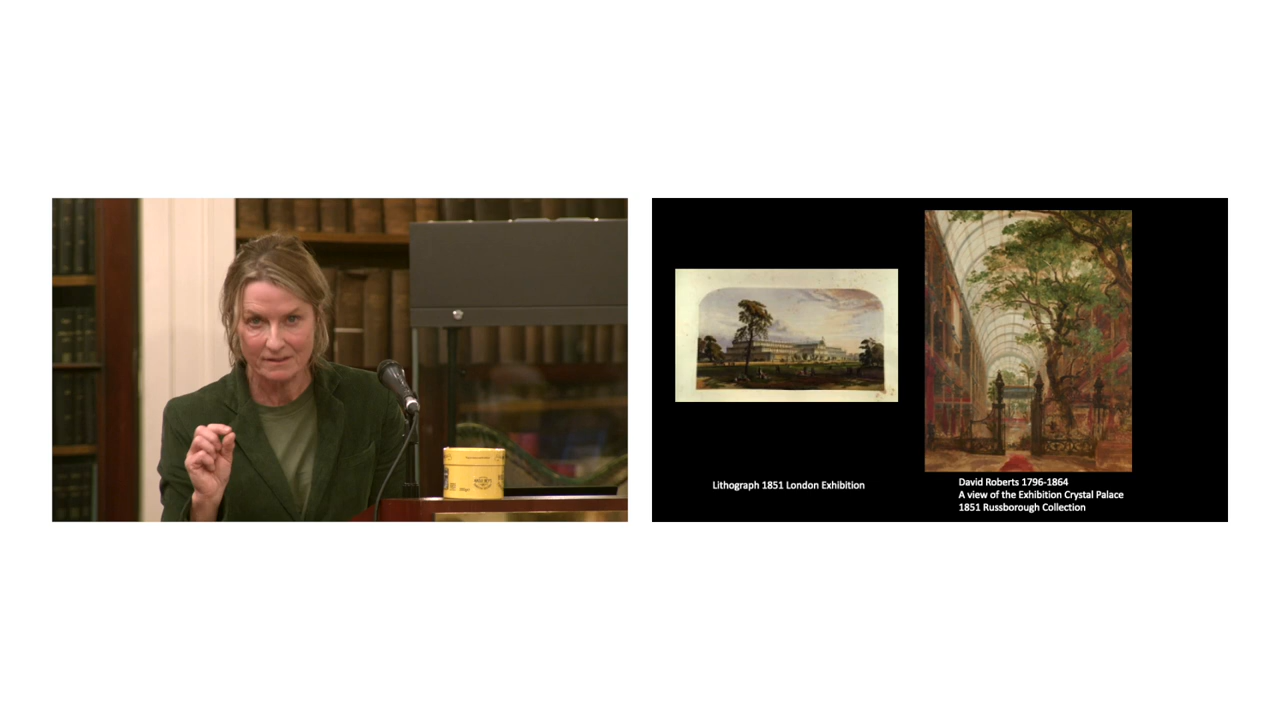 Lithograph 1851 London Exhibition
David Roberts 1796-1864
A view of the Exhibition Crystal Palace
1851 Russborough Collection